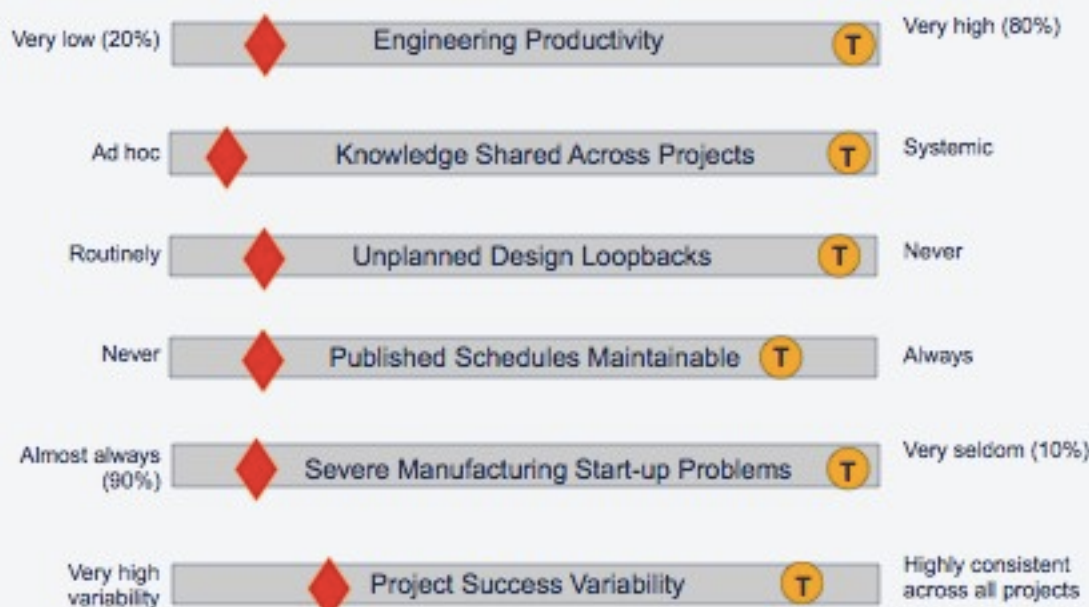 Very low (20%) Engineering Productivity T Very high (80%)
Ad hoc Knowledge Shared Across Projects T Systemic
Routinely Unplanned Design Loopbacks T Never
Never Published Schedules Maintainable T Always
Almost always
(90%) Severe Manufacturing Start-up Problems T Very seldom (10%)
Very high
variability Project Success Variability T Highly consistent
across all projects